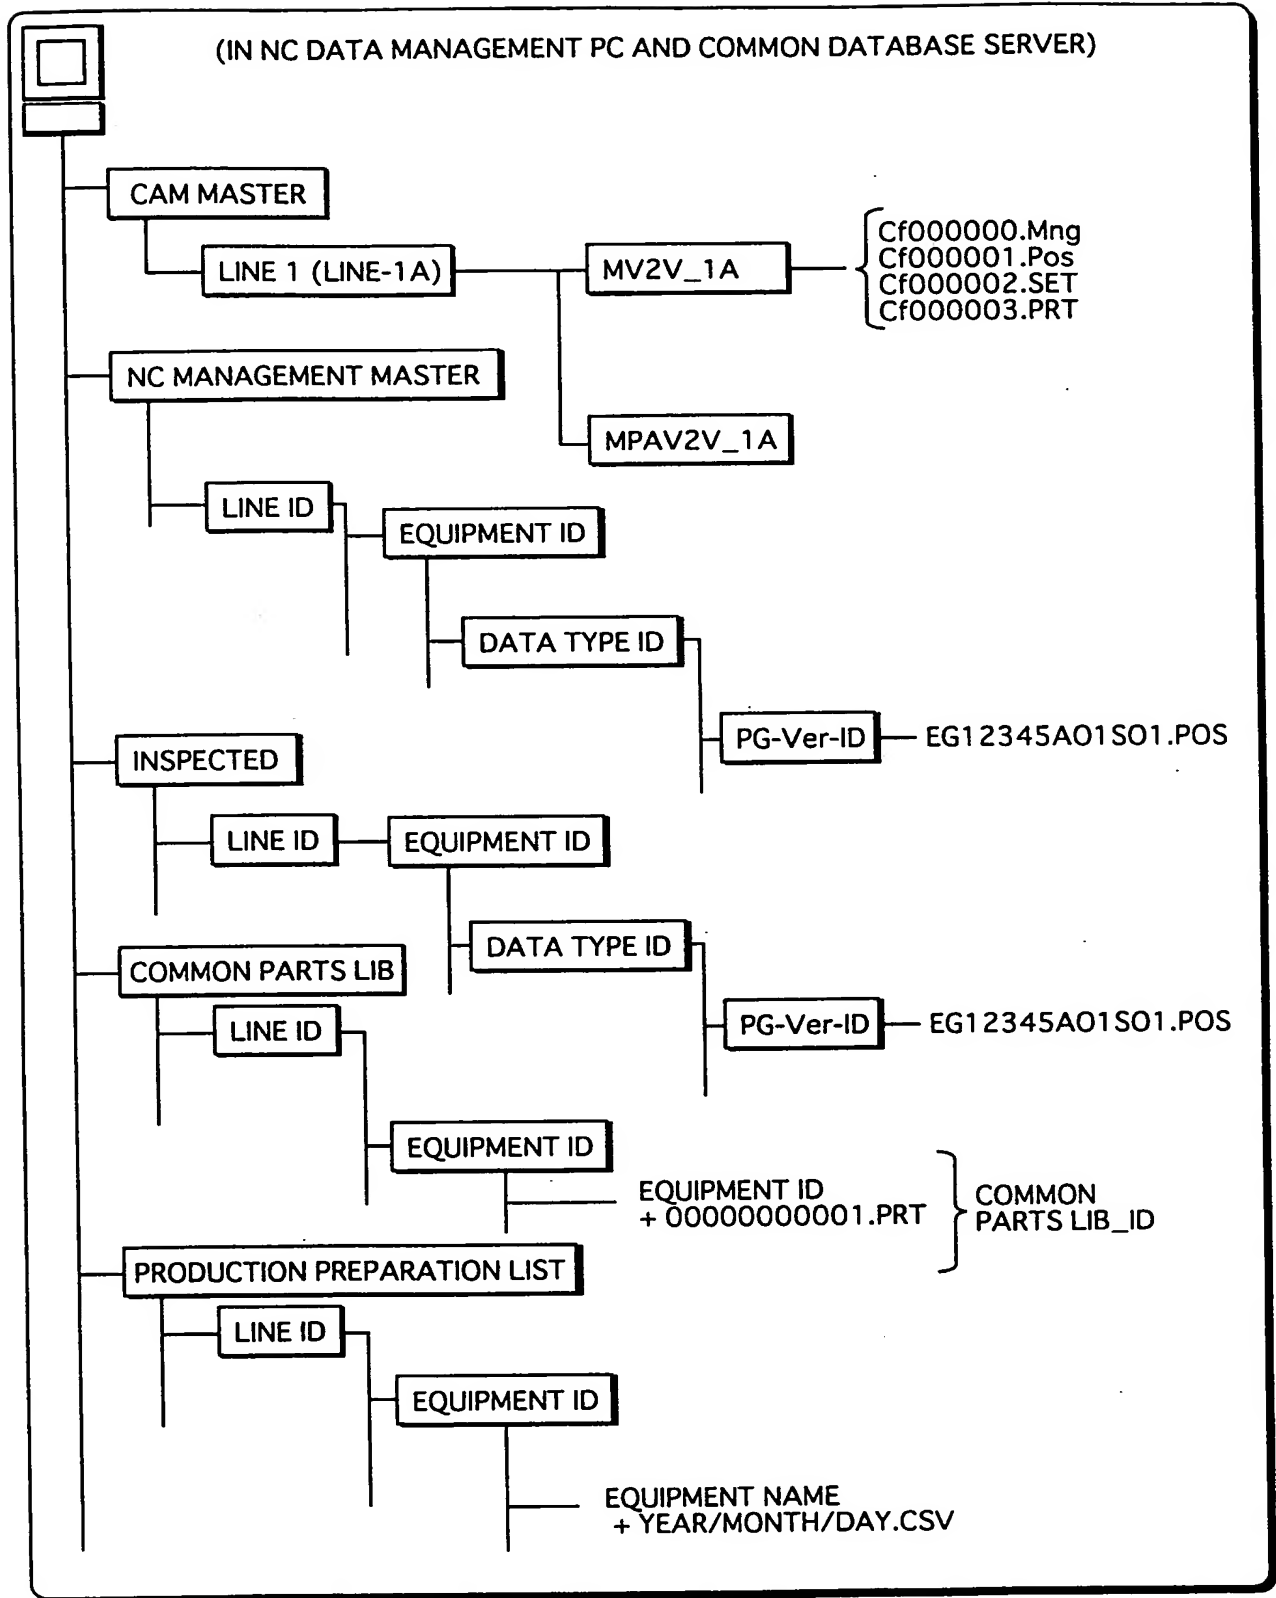 (IN NC DATA MANAGEMENT PC AND COMMON DATABASE SERVER)
CAM MASTER
LINE 1 (LINE-1A)
MV2V_1A
Cf000000.Mng
Cf000001.Pos
Cf000002.SET
Cf000003.PRT
NC MANAGEMENT MASTER
MPAV2V_1A
LINE ID
EQUIPMENT ID
DATA TYPE ID
PG-Ver-ID
EG12345A01S01.POS
INSPECTED
LINE ID
EQUIPMENT ID
DATA TYPE ID
PG-Ver-ID
EG12345A01S01.POS
COMMON PARTS LIB
LINE ID
EQUIPMENT ID
EQUIPMENT ID
+ 00000000001.PRT
COMMON
PARTS LIB_ID
PRODUCTION PREPARATION LIST
LINE ID
EQUIPMENT ID
EQUIPMENT NAME
+ YEAR/MONTH/DAY.CSV